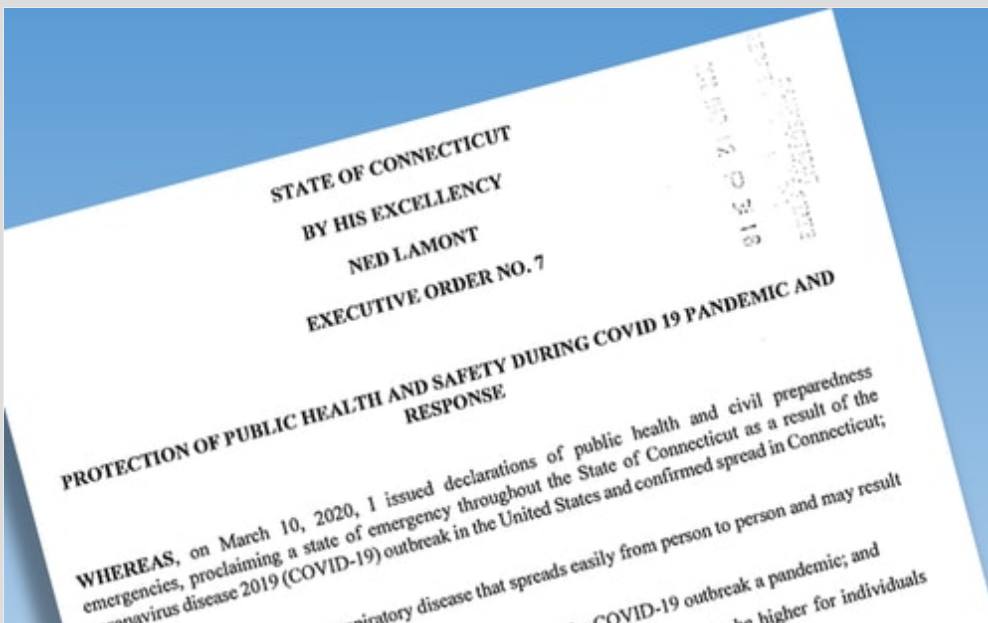 STATE OF CONNECTICUT
BY HIS EXCELLENCY
NED LAMONT
EXECUTIVE ORDER NO. 7
PROTECTION OF PUBLIC HEALTH AND SAFETY DURING COVID 19 PANDEMIC AND
RESPONSE
WHEREAS, on March 10, 2020, I issued declarations of public health and civil preparedness
emergencies, proclaiming a state of emergency throughout the State of Connecticut as a result of the
disease 2019 (COVID-19) outbreak in the United States and confirmed spread in Connecticut;
disease that spreads easily from person to person and may result
COVID-19 outbreak a pandemic; and
higher for individuals